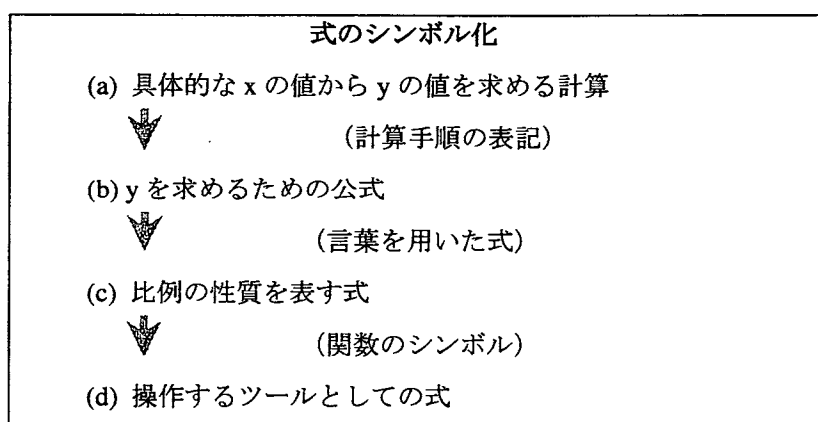 式のシンボル化
(a) 具体的な x の値から y の値を求める計算
（計算手順の表記）
(b) y を求めるための公式
（言葉を用いた式）
(c) 比例の性質を表す式
（関数のシンボル）
(d) 操作するツールとしての式